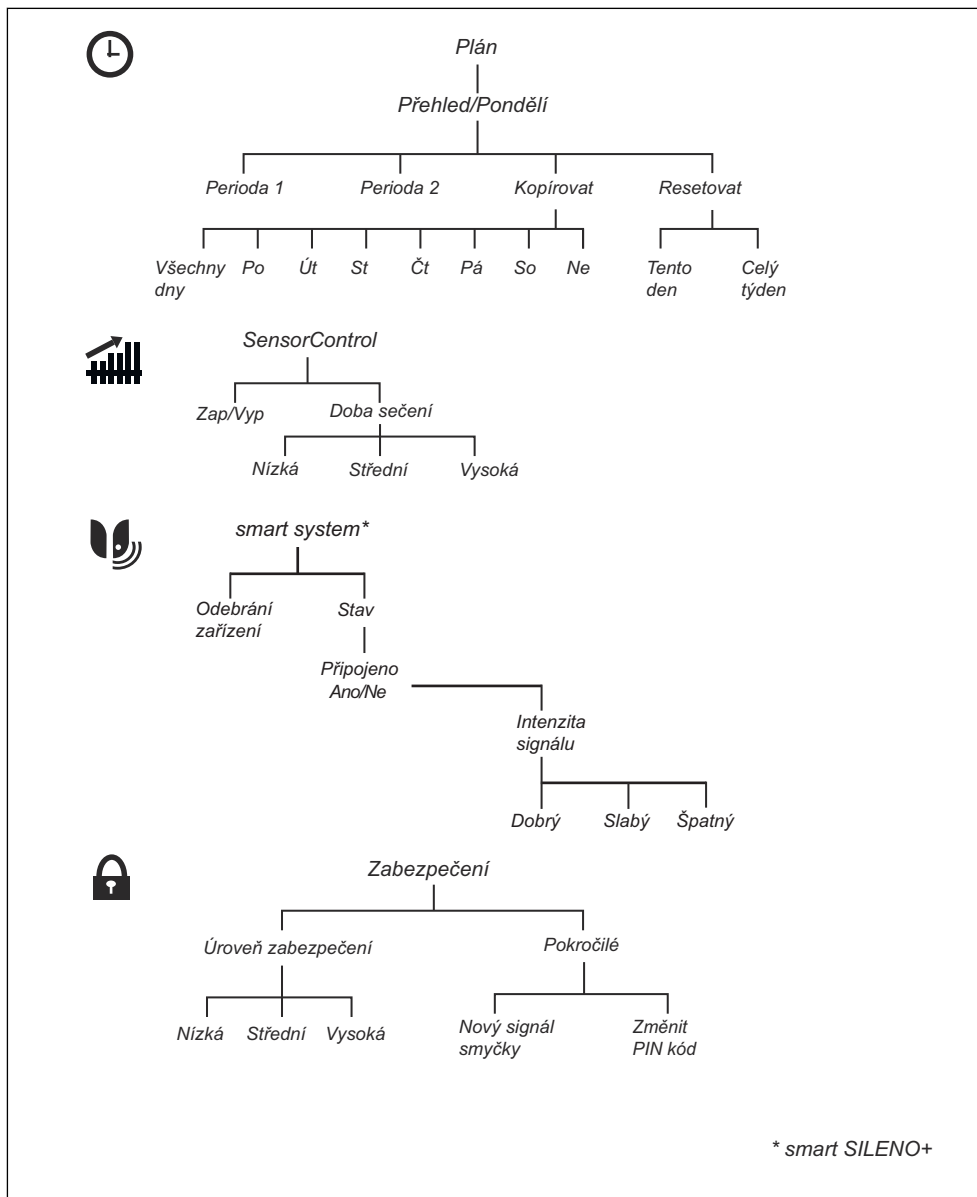 Plán
Přehled/Pondělí
Perioda 1 Perioda 2 Kopírovat Resetovat
Všechny dny Po Út St Čt Pá So Ne Tento den Celý týden
SensorControl
Zap/Vyp Doba sečení
Nízká Střední Vysoká
smart system*
Odebrání zařízení Stav
Připojeno
Ano/Ne
Intenzita
signálu
Dobrý Slabý Špatný
Zabezpečení
Úroveň zabezpečení Pokročilé
Nízká Střední Vysoká Nový signál smyčky Změnit PIN kód
* smart SILENO+